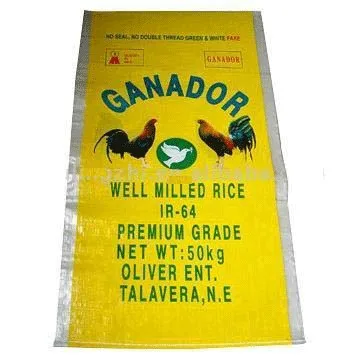 NO SEAL, NO DOUBLE THREAD GREEN & WHITE FAKE
GANADOR
GANADOR
WELL MILLED RICE
IR-64
PREMIUM GRADE
NET WT:50kg
OLIVER ENT.
TALAVERA,N.E